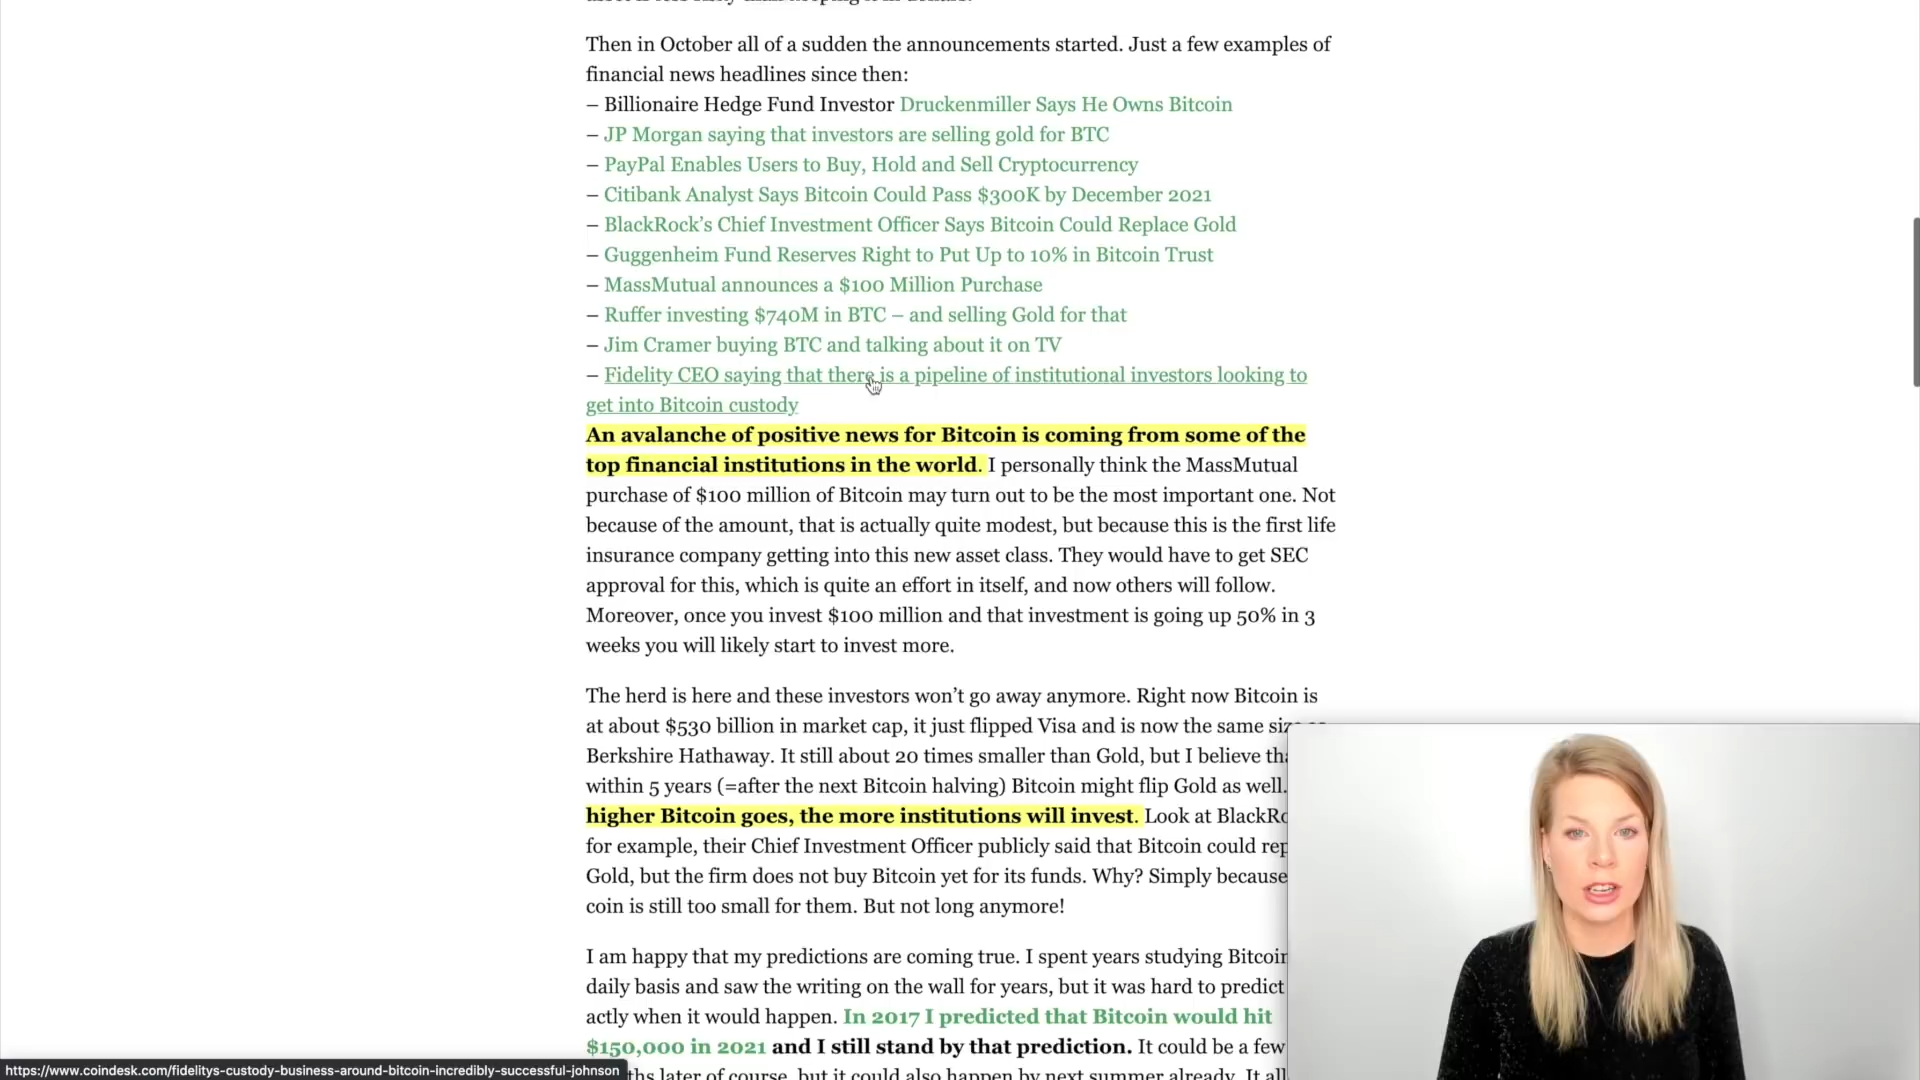 Then in October all of a sudden the announcements started. Just a few examples of
financial news headlines since then:
– Billionaire Hedge Fund Investor Druckenmiller Says He Owns Bitcoin
– JP Morgan saying that investors are selling gold for BTC
– PayPal Enables Users to Buy, Hold and Sell Cryptocurrency
– Citibank Analyst Says Bitcoin Could Pass $300K by December 2021
– BlackRock’s Chief Investment Officer Says Bitcoin Could Replace Gold
– Guggenheim Fund Reserves Right to Put Up to 10% in Bitcoin Trust
– MassMutual announces a $100 Million Purchase
– Ruffer investing $740M in BTC – and selling Gold for that
– Jim Cramer buying BTC and talking about it on TV
– Fidelity CEO saying that there is a pipeline of institutional investors looking to
get into Bitcoin custody
An avalanche of positive news for Bitcoin is coming from some of the
top financial institutions in the world. I personally think the MassMutual
purchase of $100 million of Bitcoin may turn out to be the most important one. Not
because of the amount, that is actually quite modest, but because this is the first life
insurance company getting into this new asset class. They would have to get SEC
approval for this, which is quite an effort in itself, and now others will follow.
Moreover, once you invest $100 million and that investment is going up 50% in 3
weeks you will likely start to invest more.
The herd is here and these investors won’t go away anymore. Right now Bitcoin is
at about $530 billion in market cap, it just flipped Visa and is now the same
Berkshire Hathaway. It still about 20 times smaller than Gold, but I believe
within 5 years (=after the next Bitcoin halving) Bitcoin might flip Gold as well.
higher Bitcoin goes, the more institutions will invest. Look at
for example, their Chief Investment Officer publicly said that Bitcoin could
Gold, but the firm does not buy Bitcoin yet for its funds. Why? Simply because
coin is still too small for them. But not long anymore!
I am happy that my predictions are coming true. I spent years studying
daily basis and saw the writing on the wall for years, but it was hard to predict
actly when it would happen. In 2017 I predicted that Bitcoin would hit
$150,000 in 2021 and I still stand by that prediction. It could be a few
later of course, but it could also happen by next summer already. It
https://www.coindesk.com/fidelitys-custody-business-around-bitcoin-incredibly-successful-johnson